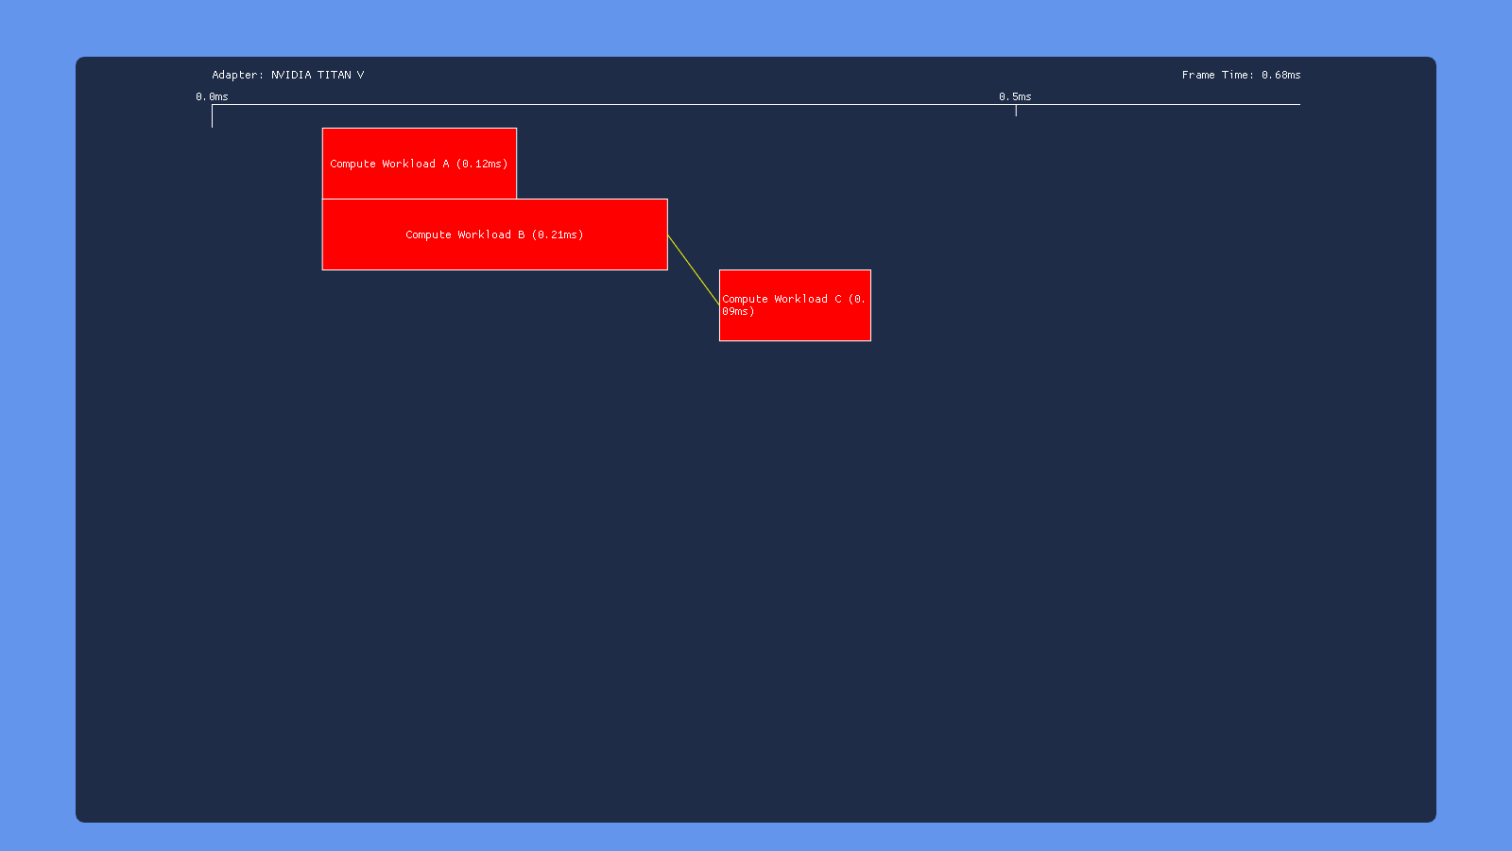 Adapter: NVIDIA TITAN V
Frame Time: 0.68ms
0.0ms
0.5ms
Compute Workload A (0.12ms)
Compute Workload B (0.21ms)
Compute Workload C (0.
09ms)